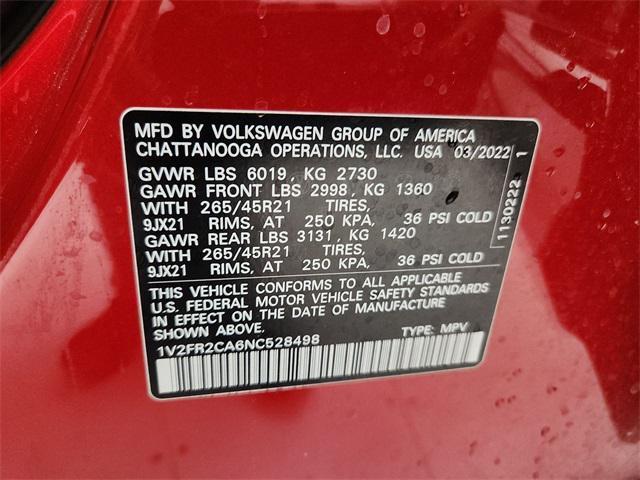 MFD BY VOLKSWAGEN GROUP OF AMERICA
CHATTANOOGA OPERATIONS, LLC. USA 03/2022
GVWR LBS 6019, KG 2730
GAWR FRONT LBS 2998, KG 1360
WITH 265/45R21 TIRES,
9JX21 RIMS, AT 250 KPA, 36 PSI COLD
GAWR REAR LBS 3131, KG 1420
WITH 265/45R21 TIRES,
9JX21 RIMS, AT 250 KPA, 36 PSI COLD
THIS VEHICLE CONFORMS TO ALL APPLICABLE
U.S. FEDERAL MOTOR VEHICLE SAFETY STANDARDS
IN EFFECT ON THE DATE OF MANUFACTURE
SHOWN ABOVE.
1V2FR2CA6NC528498 TYPE: MPV
1130222 1